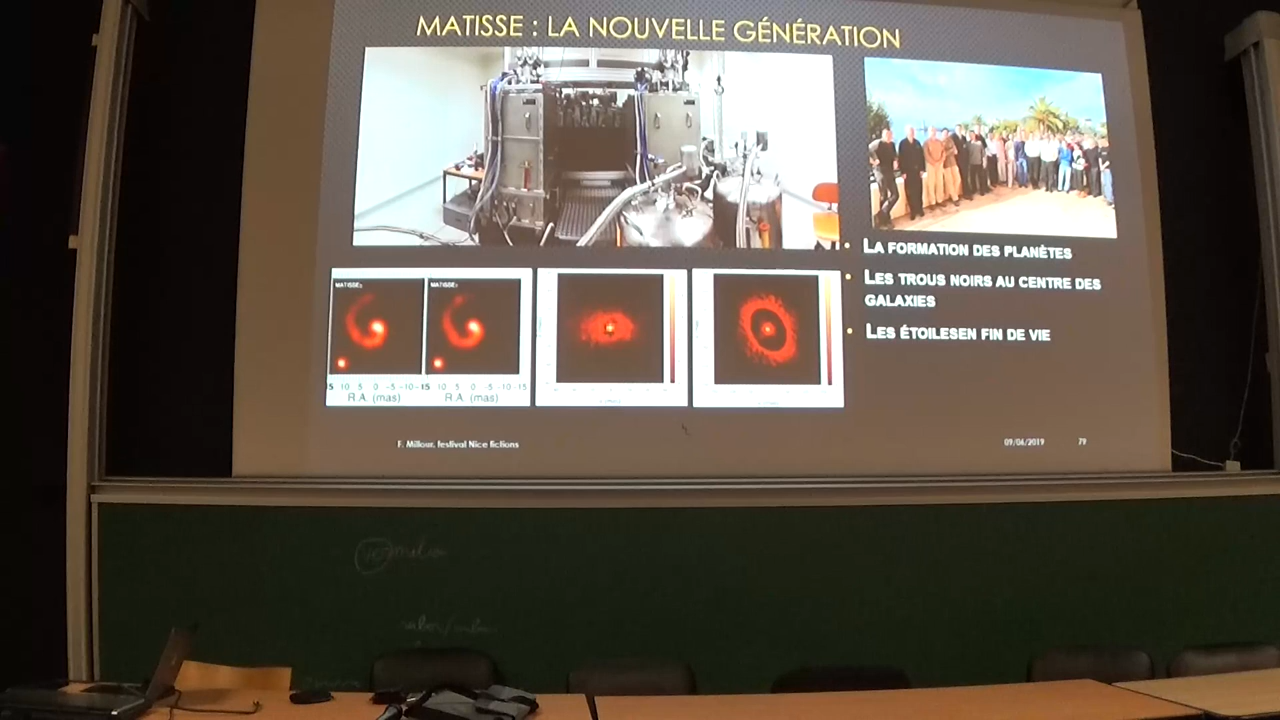 MATISSE : LA NOUVELLE GÉNÉRATION
LA FORMATION DES PLANÈTES
LES TROUS NOIRS AU CENTRE DES
GALAXIES
LES ÉTOILESEN FIN DE VIE
MATISSE:
MATISSE:
15 10 5 0 -5 -10 -15 10 5 0 -5 -10 -15
R.A. (mas)
R.A. (mas)
F. Millour, festival Nice fictions
09/06/2019
79